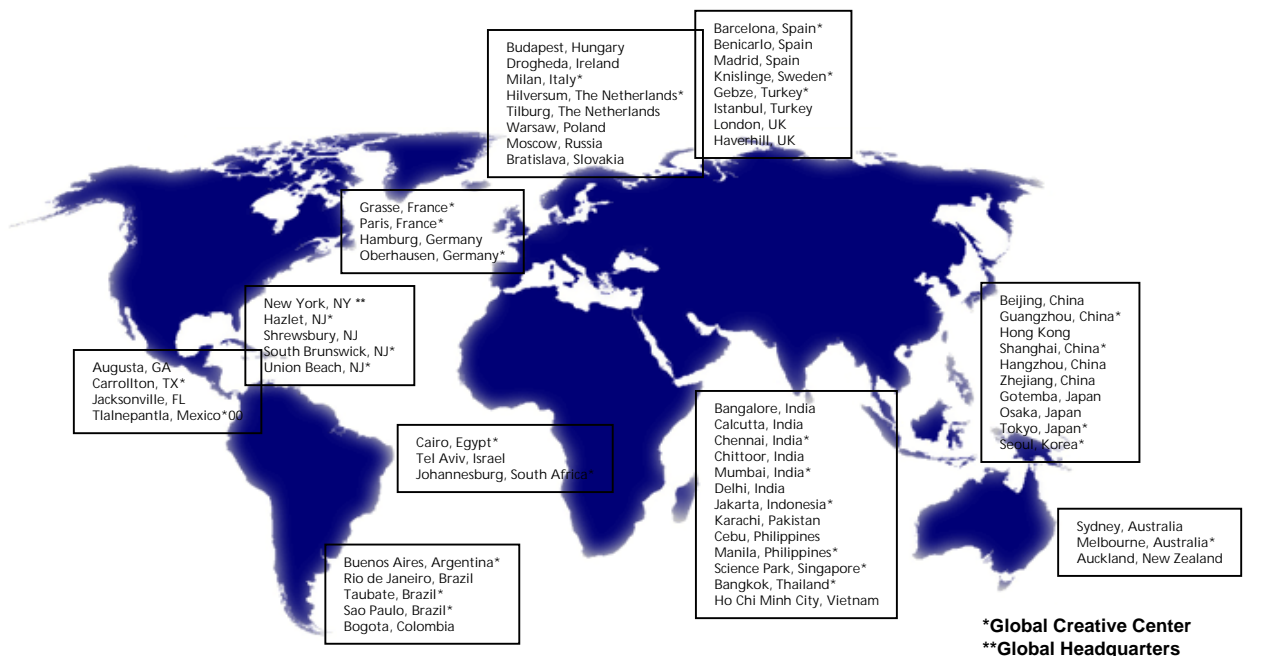 Barcelona, Spain*
Benicarlo, Spain
Madrid, Spain
Knislinge, Sweden*
Gebze, Turkey*
Istanbul, Turkey
London, UK
Haverhill, UK
Budapest, Hungary
Drogheda, Ireland
Milan, Italy*
Hilversum, The Netherlands*
Tilburg, The Netherlands
Warsaw, Poland
Moscow, Russia
Bratislava, Slovakia
Grasse, France*
Paris, France*
Hamburg, Germany
Oberhausen, Germany*
New York, NY **
Hazlet, NJ*
Shrewsbury, NJ
South Brunswick, NJ*
Union Beach, NJ*
Augusta, GA
Carrollton, TX*
Jacksonville, FL
Tlalnepantla, Mexico*00
Beijing, China
Guangzhou, China*
Hong Kong
Shanghai, China*
Hangzhou, China
Zhejiang, China
Gotemba, Japan
Osaka, Japan
Tokyo, Japan*
Seoul, Korea*
Bangalore, India
Calcutta, India
Chennai, India*
Chittoor, India
Mumbai, India*
Delhi, India
Jakarta, Indonesia*
Karachi, Pakistan
Cebu, Philippines
Manila, Philippines*
Science Park, Singapore*
Bangkok, Thailand*
Ho Chi Minh City, Vietnam
Cairo, Egypt*
Tel Aviv, Israel
Johannesburg, South Africa*
Sydney, Australia
Melbourne, Australia*
Auckland, New Zealand
Buenos Aires, Argentina*
Rio de Janeiro, Brazil
Taubate, Brazil*
Sao Paulo, Brazil*
Bogota, Colombia
*Global Creative Center
**Global Headquarters